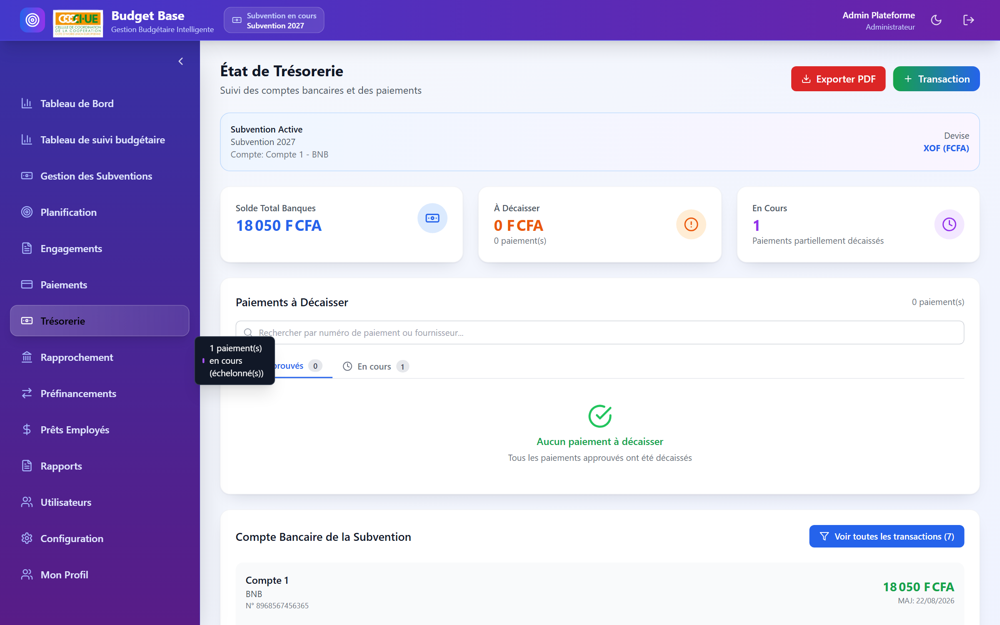 CCCCI-UE
CELLULE DE COORDINATION
DE LA COOPERATION
COTE D'IVOIRE-UNION EUROPEENNE
Budget Base
Gestion Budgétaire Intelligente
Subvention en cours
Subvention 2027
Admin Plateforme
Administrateur
Tableau de Bord
Tableau de suivi budgétaire
Gestion des Subventions
Planification
Engagements
Paiements
Trésorerie
Rapprochement
Préfinancements
Prêts Employés
Rapports
Utilisateurs
Configuration
Mon Profil
1 paiement(s)
en cours
(échelonné(s))
État de Trésorerie
Suivi des comptes bancaires et des paiements
Exporter PDF
Transaction
Subvention Active
Subvention 2027
Compte: Compte 1 - BNB
Devise
XOF (FCFA)
Solde Total Banques
18 050 F CFA
À Décaisser
0 F CFA
0 paiement(s)
En Cours
1
Paiements partiellement décaissés
Paiements à Décaisser
0 paiement(s)
Rechercher par numéro de paiement ou fournisseur...
prouvés 0
En cours 1
Aucun paiement à décaisser
Tous les paiements approuvés ont été décaissés
Compte Bancaire de la Subvention
Voir toutes les transactions (7)
Compte 1
BNB
N° 8968567456365
18 050 F CFA
MAJ: 22/08/2026